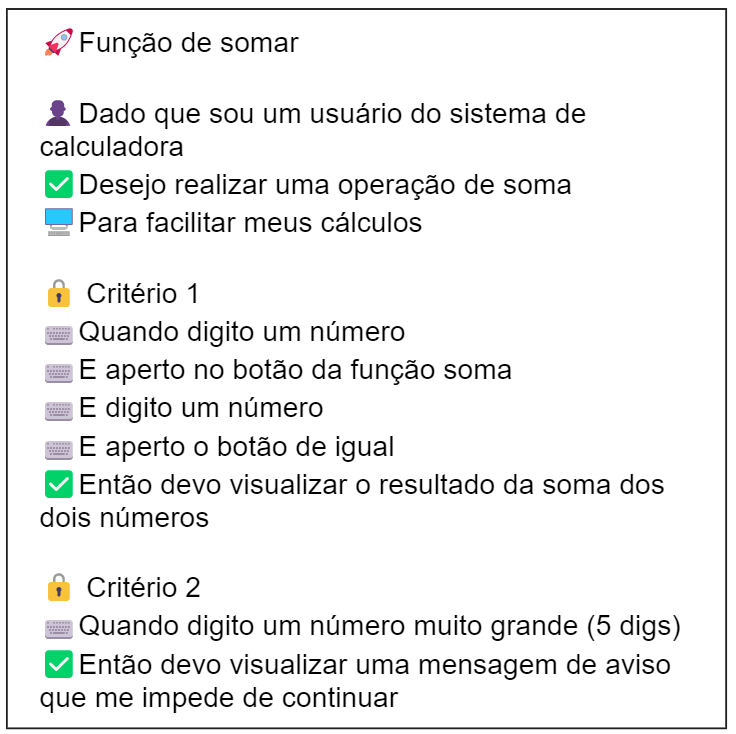 🚀Função de somar
👤Dado que sou um usuário do sistema de
calculadora
✅Desejo realizar uma operação de soma
🖥️Para facilitar meus cálculos
🔒 Critério 1
⌨️Quando digito um número
⌨️E aperto no botão da função soma
⌨️E digito um número
⌨️E aperto o botão de igual
✅Então devo visualizar o resultado da soma dos
dois números
🔒 Critério 2
⌨️Quando digito um número muito grande (5 digs)
✅Então devo visualizar uma mensagem de aviso
que me impede de continuar